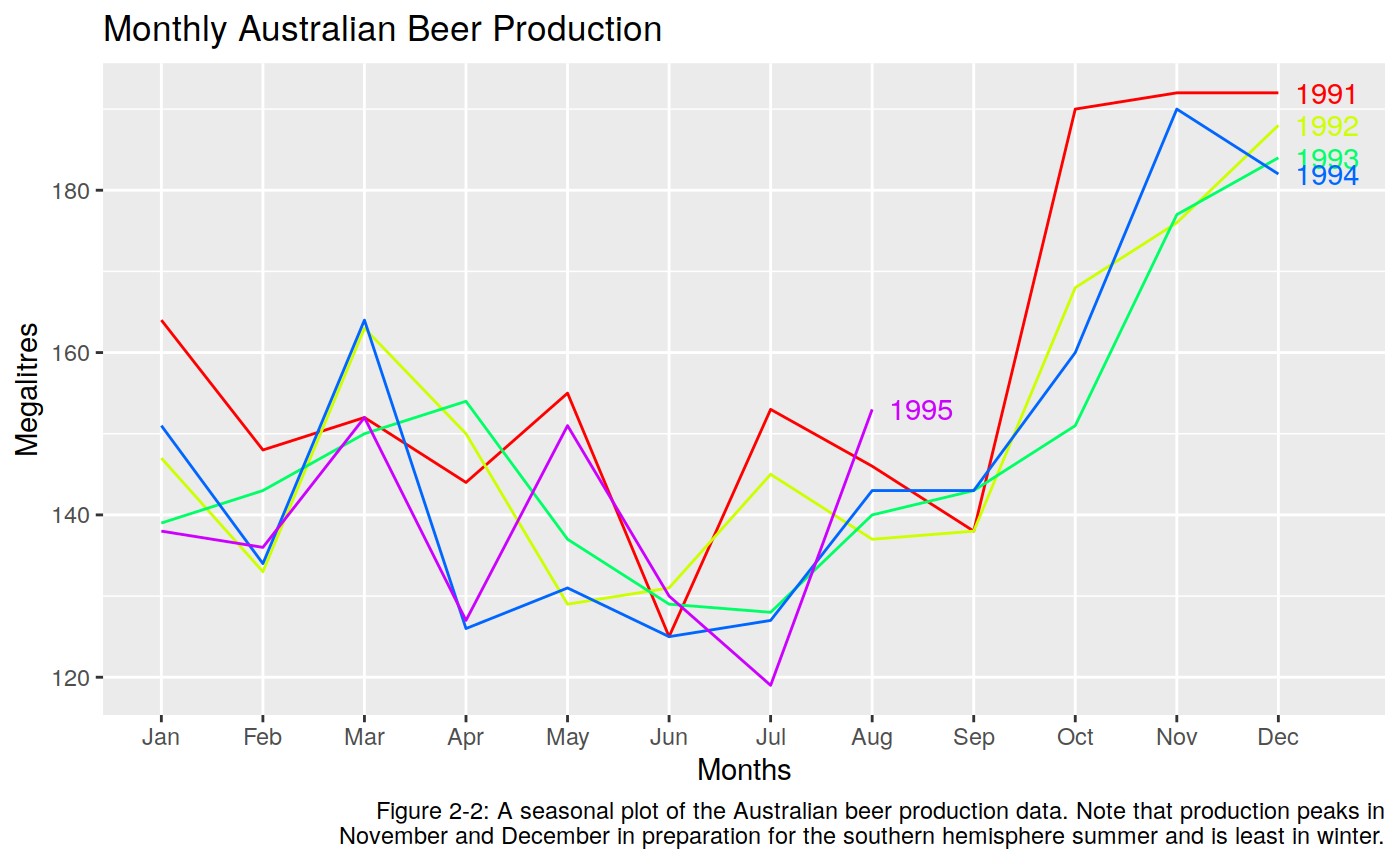 Monthly Australian Beer Production
1991
1992
1993
1994
1995
180
160
140
120
Megalitres
Jan Feb Mar Apr May Jun Jul Aug Sep Oct Nov Dec
Months
Figure 2-2: A seasonal plot of the Australian beer production data. Note that production peaks in
November and December in preparation for the southern hemisphere summer and is least in winter.